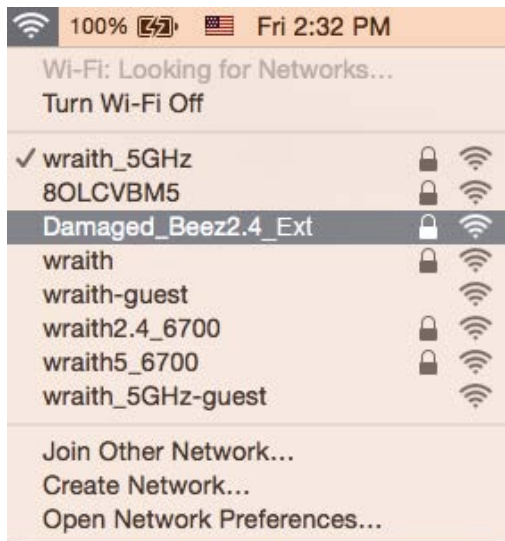 100% Fri 2:32 PM
Wi-Fi: Looking for Networks...
Turn Wi-Fi Off
✓ wraith_5GHz
8OLCVBM5
Damaged_Beez2.4_Ext
wraith
wraith-guest
wraith2.4_6700
wraith5_6700
wraith_5GHz-guest
Join Other Network...
Create Network...
Open Network Preferences...